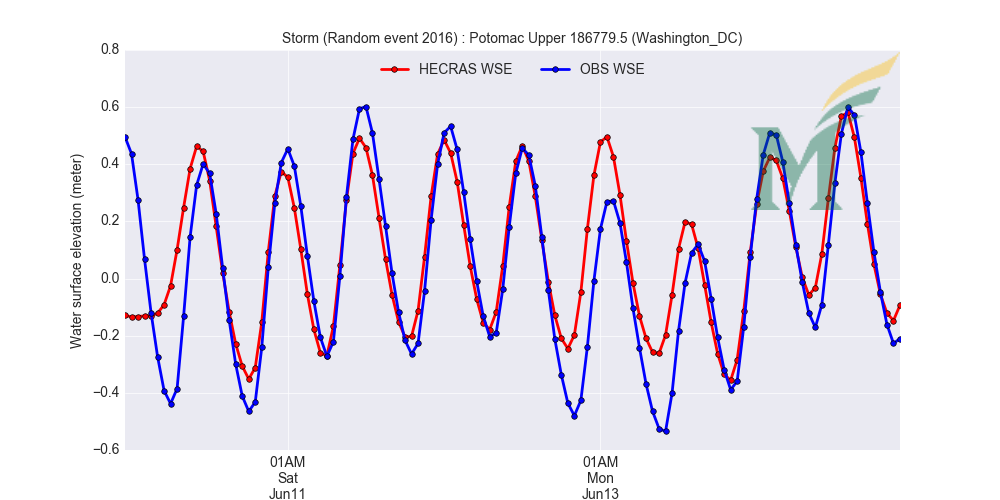 Storm (Random event 2016) : Potomac Upper 186779.5 (Washington_DC)
HECRAS WSE
OBS WSE
M
Water surface elevation (meter)
0.8
0.6
0.4
0.2
0.0
−0.2
−0.4
−0.6
01AM
Sat
Jun11
01AM
Mon
Jun13